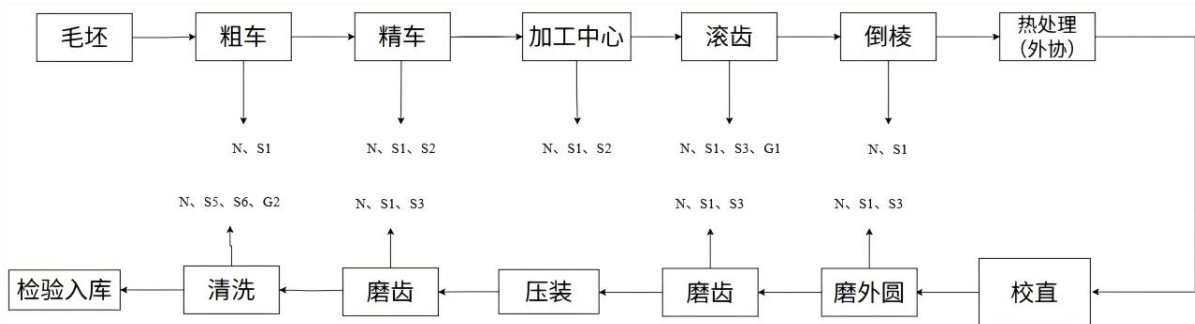 毛坯
粗车
精车
加工中心
滚齿
倒棱
热处理
（外协）
N、S1
N、S1、S2
N、S1、S2
N、S1、S3、G1
N、S1
N、S5、S6、G2
N、S1、S3
N、S1、S3
N、S1、S3
检验入库
清洗
磨齿
压装
磨齿
磨外圆
校直